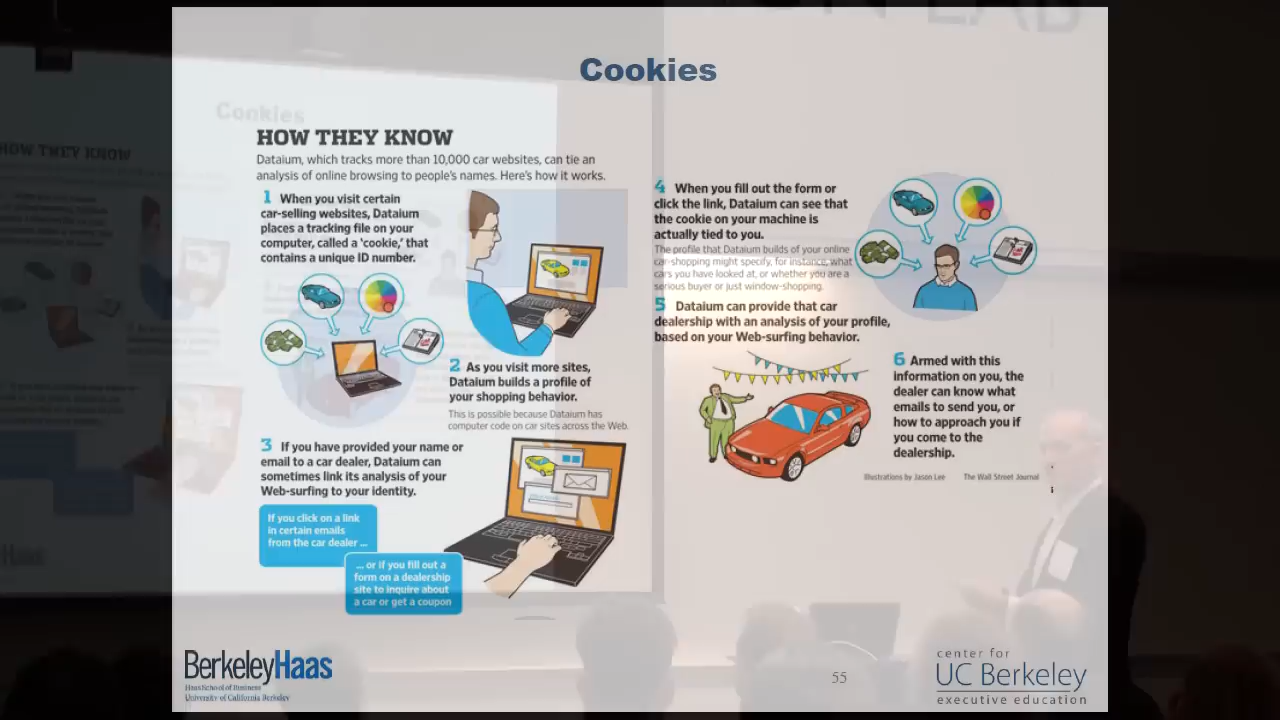 ON LAB
Cookies
Cookies
HOW THEY KNOW
HOW THEY KNOW
Dataium, which tracks more than 10,000 car websites, can tie an
analysis of online browsing to people's names. Here's how it works.
1 When you visit certain
car-selling websites, Dataium
places a tracking file on your
computer, called a 'cookie,' that
contains a unique ID number.
2 As you visit more sites,
Dataium builds a profile of
your shopping behavior.
This is possible because Dataium has
computer code on car sites across the Web.
3 If you have provided your name or
email to a car dealer, Dataium can
sometimes link its analysis of your
Web-surfing to your identity.
If you click on a link
in certain emails
from the car dealer ...
... or if you fill out a
form on a dealership
site to inquire about
a car or get a coupon
4 When you fill out the form or
click the link, Dataium can see that
the cookie on your machine is
actually tied to you.
The profile that Dataium builds of your online
car-shopping might specify, for instance, what
cars you have looked at, or whether you are a
serious buyer or just window-shopping.
5 Dataium can provide that car
dealership with an analysis of your profile,
based on your Web-surfing behavior.
6 Armed with this
information on you, the
dealer can know what
emails to send you, or
how to approach you if
you come to the
dealership.
Illustrations by Jason Lee The Wall Street Journal
Haas
BerkeleyHaas
Haas School of Business
University of California Berkeley
55
center for
UC Berkeley
executive education